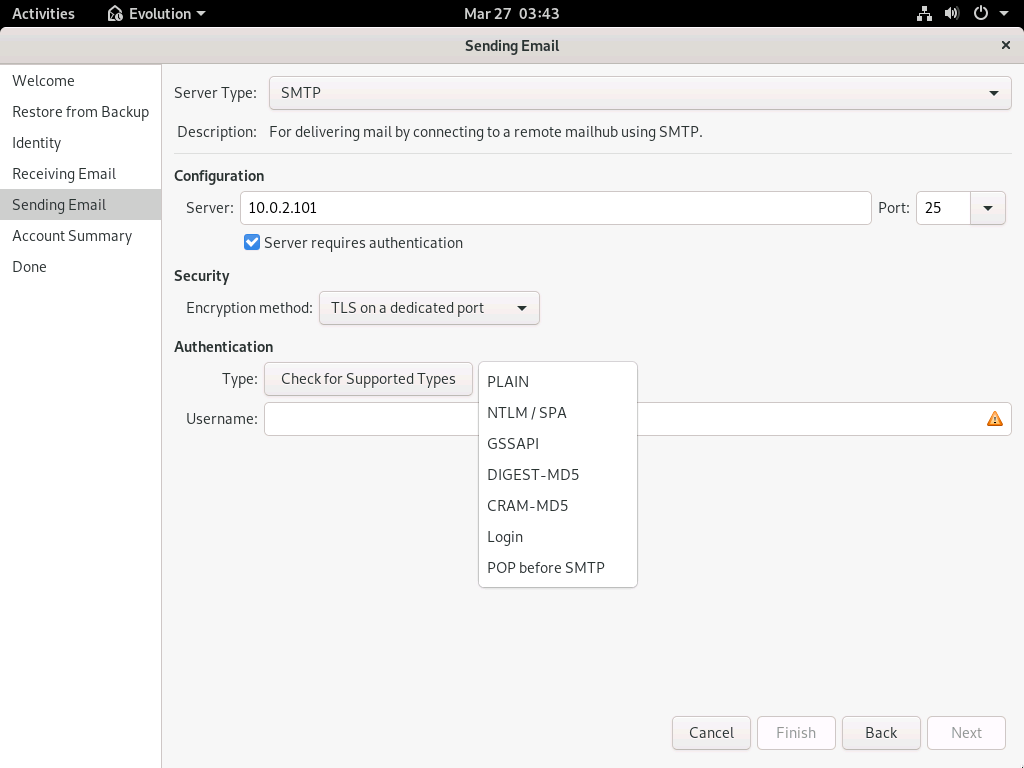 Activities Evolution Mar 27 03:43
Sending Email
Welcome
Restore from Backup
Identity
Receiving Email
Sending Email
Account Summary
Done
Server Type: SMTP
Description: For delivering mail by connecting to a remote mailhub using SMTP.
Configuration
Server: 10.0.2.101 Port: 25
Server requires authentication
Security
Encryption method: TLS on a dedicated port
Authentication
Type: Check for Supported Types
Username:
PLAIN
NTLM / SPA
GSSAPI
DIGEST-MD5
CRAM-MD5
Login
POP before SMTP
Cancel Finish Back Next